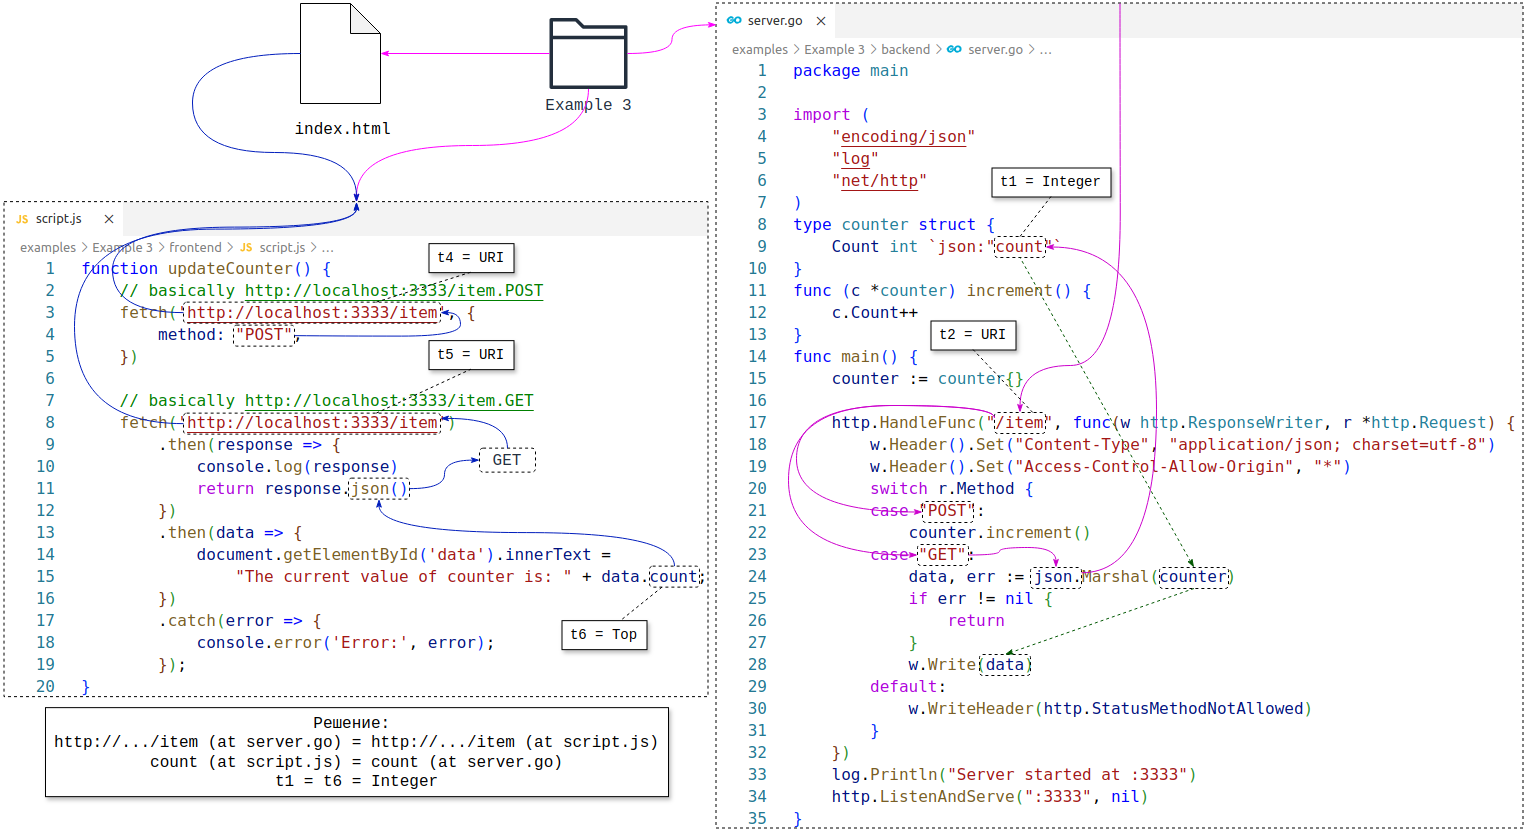 index.html
Example 3
JS script.js ×
examples > Example 3 > frontend > JS script.js > ...
t4 = URI
1 function updateCounter() {
2 // basically http://localhost:3333/item.POST
3 fetch('http://localhost:3333/item', {
4 method: "POST",
5 })
t5 = URI
6
7 // basically http://localhost:3333/item.GET
8 fetch('http://localhost:3333/item')
9 .then(response => {
GET
10 console.log(response)
11 return response.json()
12 })
13 .then(data => {
14 document.getElementById('data').innerText =
15 "The current value of counter is: " + data.count;
16 })
17 .catch(error => {
t6 = Top
18 console.error('Error:', error);
19 });
20 }
Решение:
http://.../item (at server.go) = http://.../item (at script.js)
count (at script.js) = count (at server.go)
t1 = t6 = Integer
GO server.go ×
examples > Example 3 > backend > GO server.go > ...
1 package main
2
3 import (
4 "encoding/json"
5 "log"
6 "net/http"
t1 = Integer
7 )
8 type counter struct {
9 Count int `json:"count"`
10 }
11 func (c *counter) increment() {
12 c.Count++
13 }
t2 = URI
14 func main() {
15 counter := counter{}
16
17 http.HandleFunc("/item", func(w http.ResponseWriter, r *http.Request) {
18 w.Header().Set("Content-Type", "application/json; charset=utf-8")
19 w.Header().Set("Access-Control-Allow-Origin", "*")
20 switch r.Method {
21 case "POST":
22 counter.increment()
23 case "GET":
24 data, err := json.Marshal(counter)
25 if err != nil {
26 return
27 }
28 w.Write(data)
29 default:
30 w.WriteHeader(http.StatusMethodNotAllowed)
31 }
32 })
33 log.Println("Server started at :3333")
34 http.ListenAndServe(":3333", nil)
35 }